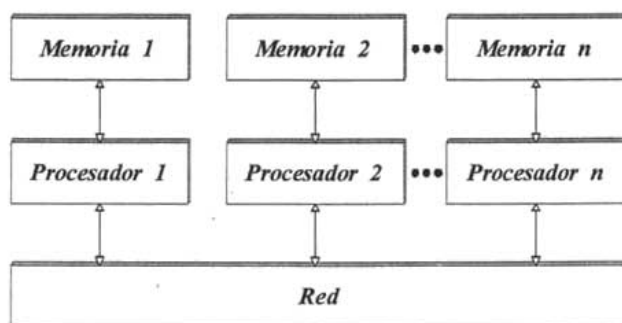 Memoria 1 Memoria 2 ••• Memoria n
Procesador 1 Procesador 2 ••• Procesador n
Red